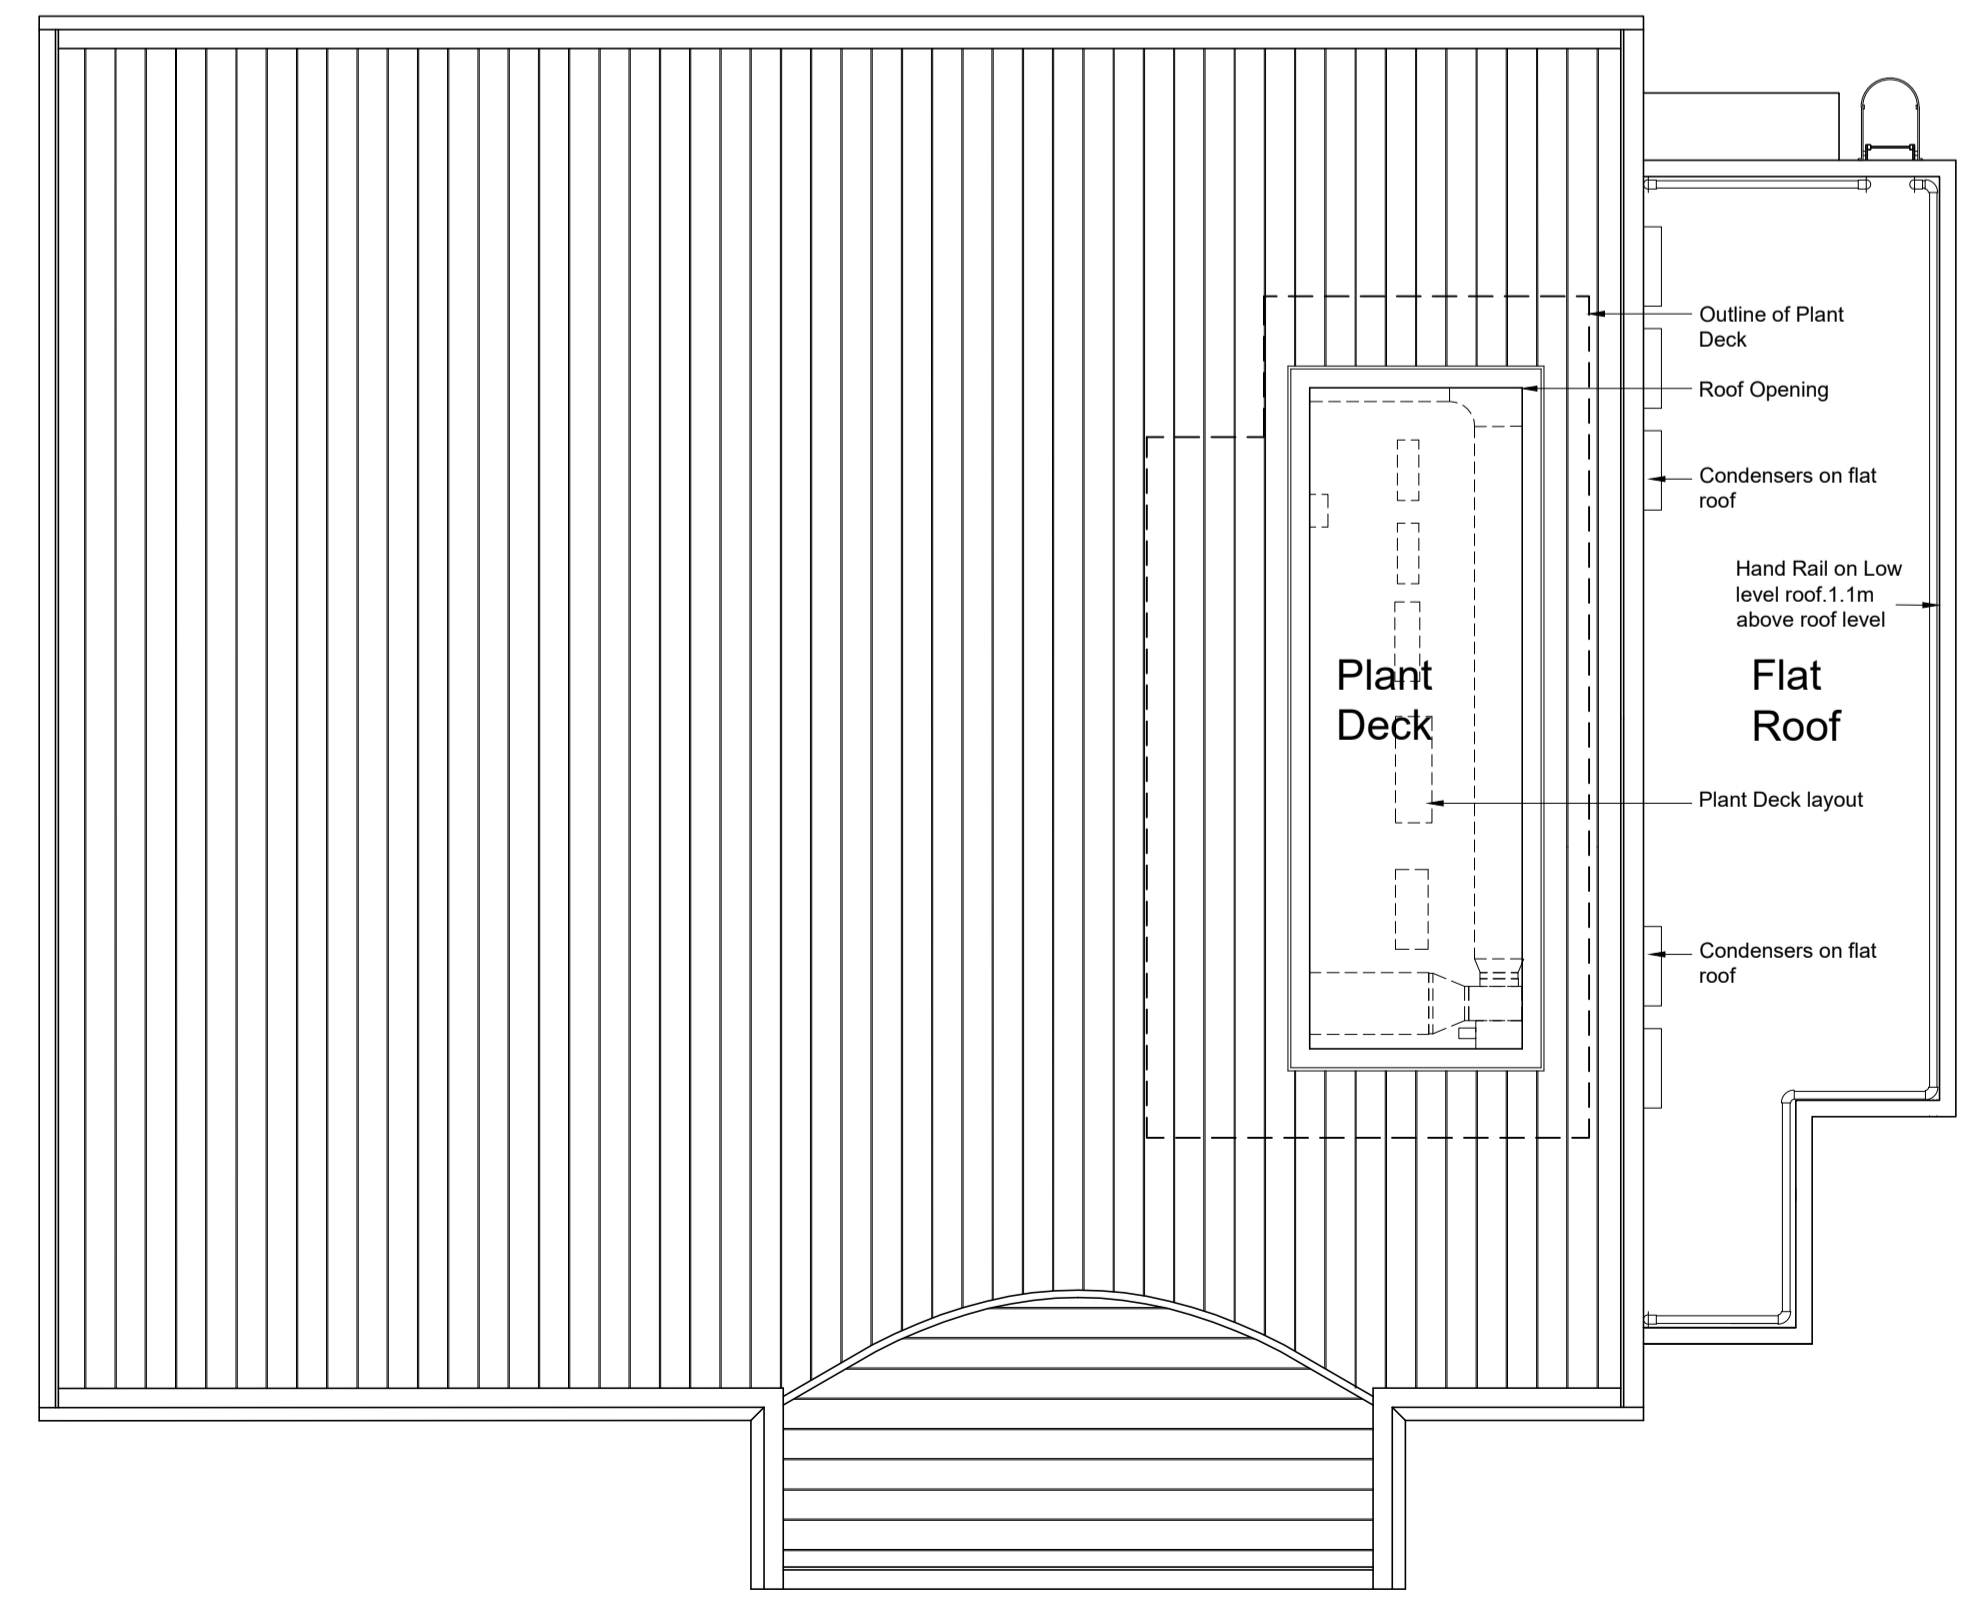 Outline of Plant
Deck
Roof Opening
Condensers on flat
roof
Hand Rail on Low
level roof.1.1m
above roof level
Plant
Deck
Flat
Roof
Plant Deck layout
Condensers on flat
roof